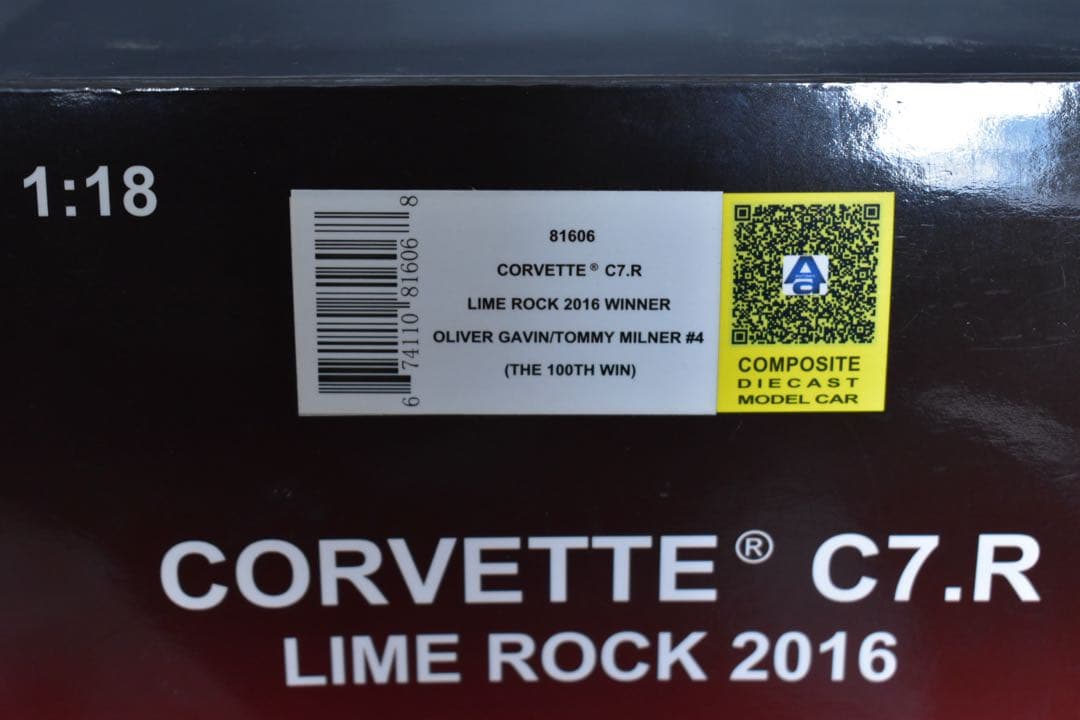 1:18
6 74110 81606 8
81606
CORVETTE® C7.R
LIME ROCK 2016 WINNER
OLIVER GAVIN/TOMMY MILNER #4
(THE 100TH WIN)
COMPOSITE
DIECAST
MODEL CAR
CORVETTE® C7.R
LIME ROCK 2016